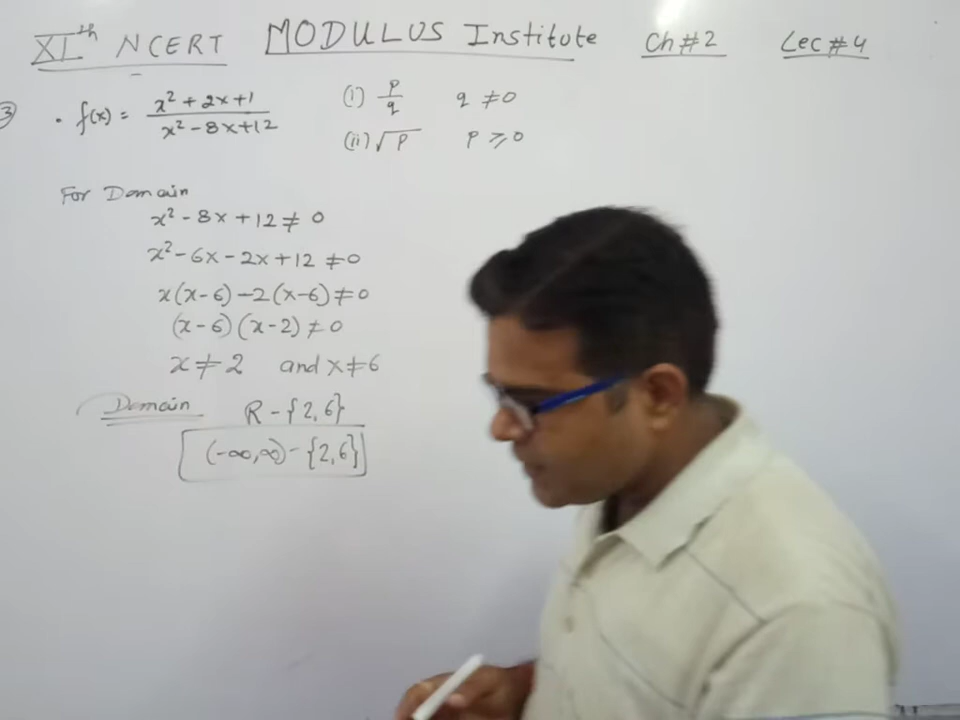 XIth NCERT MODULUS Institute Ch#2 Lec#4
3 . f(x) = (x² + 2x + 1)/(x² - 8x + 12) (i) p/q q ≠ 0
(ii) √p p ≥ 0
For Domain
x² - 8x + 12 ≠ 0
x² - 6x - 2x + 12 ≠ 0
x(x-6) - 2(x-6) ≠ 0
(x-6)(x-2) ≠ 0
x ≠ 2 and x ≠ 6
Domain R - {2,6}
(-∞,∞) - {2,6}